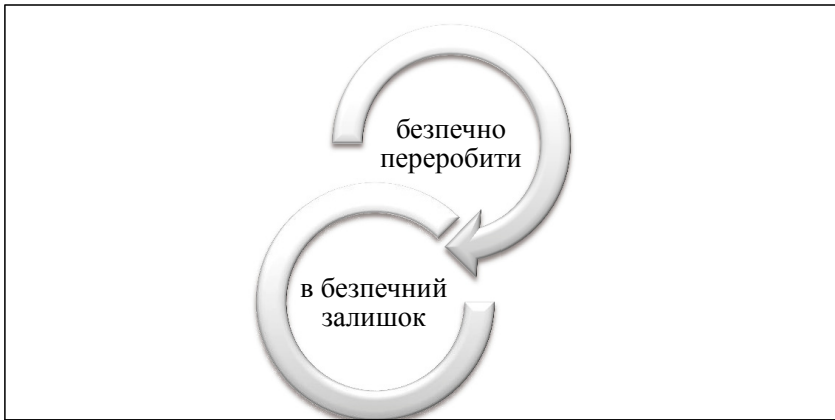 безпечно
переробити
в безпечний
залишок